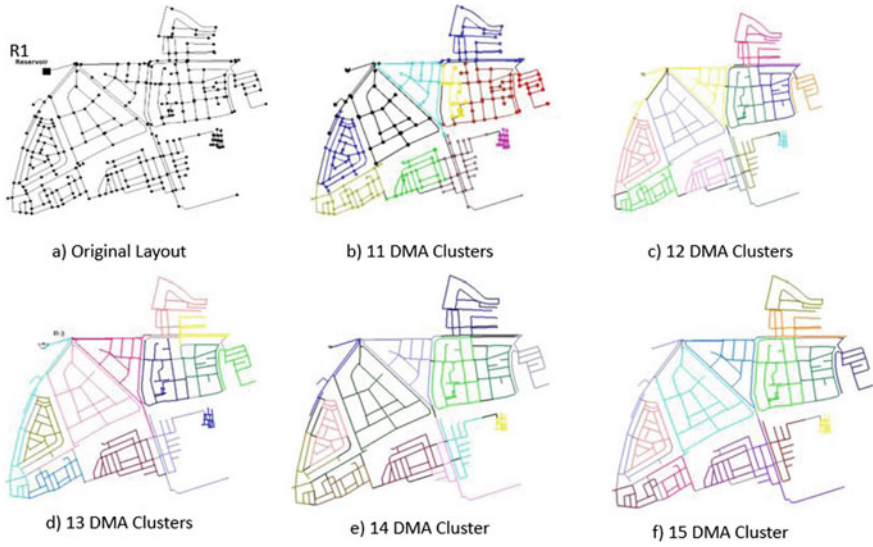 R1
Reservoir
a) Original Layout
b) 11 DMA Clusters
c) 12 DMA Clusters
R-3
d) 13 DMA Clusters
e) 14 DMA Cluster
f) 15 DMA Cluster